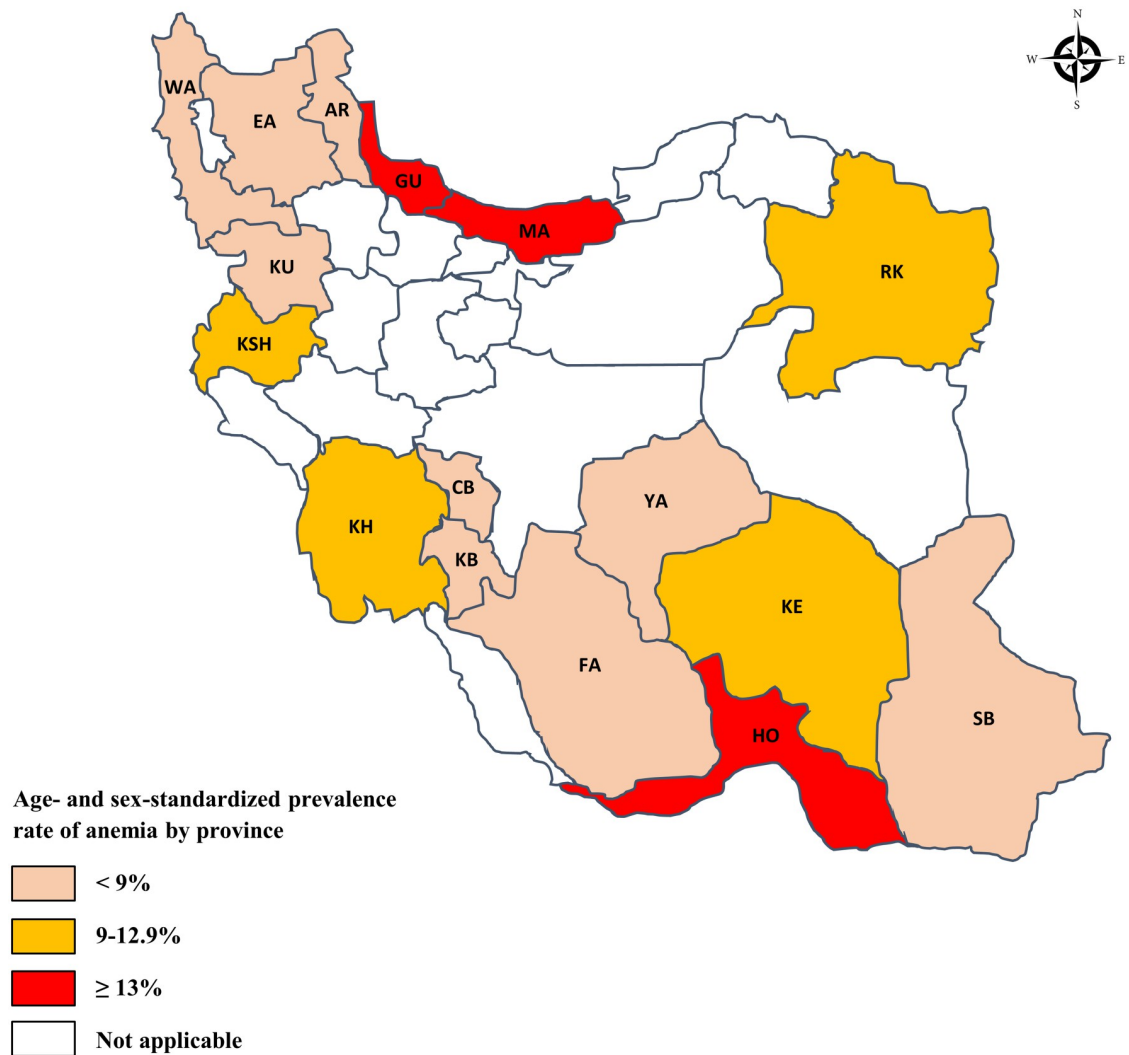 N
W E
S
WA
EA
AR
GU
MA
KU
RK
KSH
CB
YA
KH
KB
KE
FA
HO
SB
Age- and sex-standardized prevalence
rate of anemia by province
< 9%
9-12.9%
≥ 13%
Not applicable